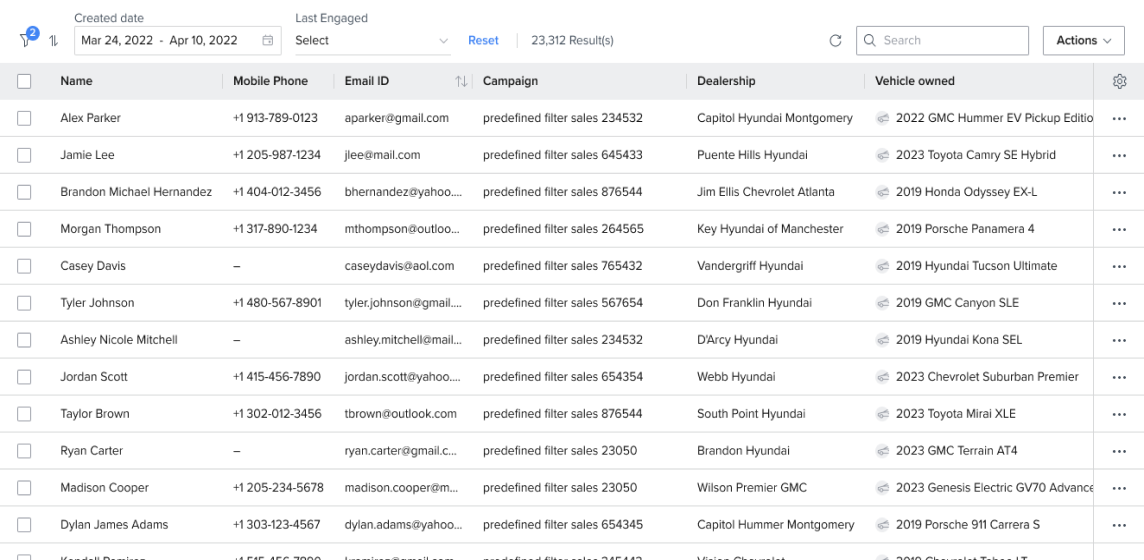 Created date Last Engaged
2 Mar 24, 2022 - Apr 10, 2022 Select Reset 23,312 Result(s) Search Actions
Name Mobile Phone Email ID Campaign Dealership Vehicle owned
Alex Parker +1 913-789-0123 aparker@gmail.com predefined filter sales 234532 Capitol Hyundai Montgomery 2022 GMC Hummer EV Pickup Editio
Jamie Lee +1 205-987-1234 jlee@mail.com predefined filter sales 645433 Puente Hills Hyundai 2023 Toyota Camry SE Hybrid
Brandon Michael Hernandez +1 404-012-3456 bhernandez@yahoo.... predefined filter sales 876544 Jim Ellis Chevrolet Atlanta 2019 Honda Odyssey EX-L
Morgan Thompson +1 317-890-1234 mthompson@outloo... predefined filter sales 264565 Key Hyundai of Manchester 2019 Porsche Panamera 4
Casey Davis – caseydavis@aol.com predefined filter sales 765432 Vandergriff Hyundai 2019 Hyundai Tucson Ultimate
Tyler Johnson +1 480-567-8901 tyler.johnson@gmail.... predefined filter sales 567654 Don Franklin Hyundai 2019 GMC Canyon SLE
Ashley Nicole Mitchell – ashley.mitchell@mail... predefined filter sales 234532 D'Arcy Hyundai 2019 Hyundai Kona SEL
Jordan Scott +1 415-456-7890 jordan.scott@yahoo.... predefined filter sales 654354 Webb Hyundai 2023 Chevrolet Suburban Premier
Taylor Brown +1 302-012-3456 tbrown@outlook.com predefined filter sales 876544 South Point Hyundai 2023 Toyota Mirai XLE
Ryan Carter – ryan.carter@gmail.c... predefined filter sales 23050 Brandon Hyundai 2023 GMC Terrain AT4
Madison Cooper +1 205-234-5678 madison.cooper@m... predefined filter sales 23050 Wilson Premier GMC 2023 Genesis Electric GV70 Advance
Dylan James Adams +1 303-123-4567 dylan.adams@yahoo... predefined filter sales 654345 Capitol Hummer Montgomery 2019 Porsche 911 Carrera S